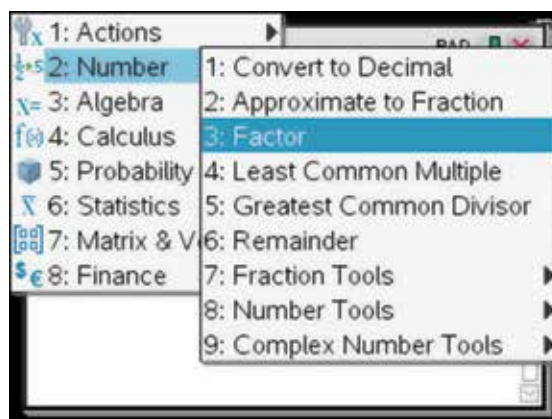 1: Actions
2: Number
3: Algebra
4: Calculus
5: Probability
6: Statistics
7: Matrix & V
8: Finance
RAD
1: Convert to Decimal
2: Approximate to Fraction
3: Factor
4: Least Common Multiple
5: Greatest Common Divisor
6: Remainder
7: Fraction Tools
8: Number Tools
9: Complex Number Tools